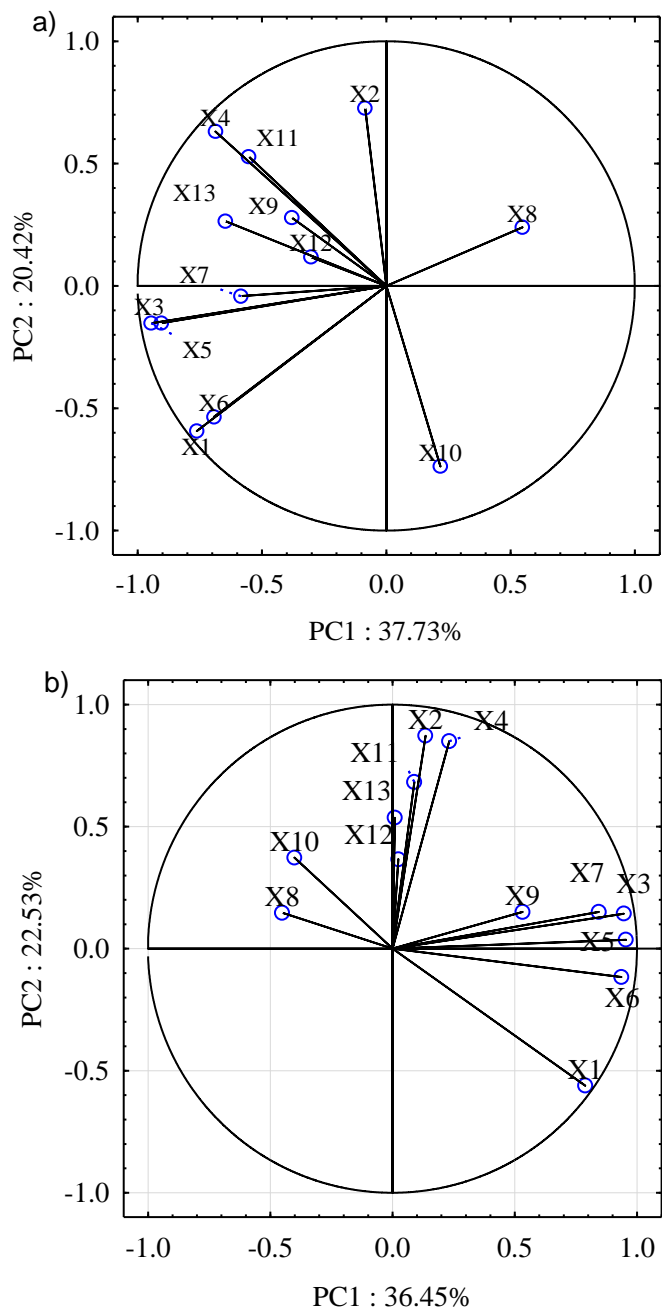 a)
1.0
X2
X4
X11
0.5
X13
X9
X8
X12
PC2 : 20.42%
0.0
X7
X3
X5
-0.5
X6
X1
X10
-1.0
-1.0 -0.5 0.0 0.5 1.0
PC1 : 37.73%
b)
1.0
X2 X4
X11
X13
0.5
X12
X10
X7 X3
X8
X9
PC2 : 22.53%
X5
0.0
X6
X1
-0.5
-1.0
-1.0 -0.5 0.0 0.5 1.0
PC1 : 36.45%